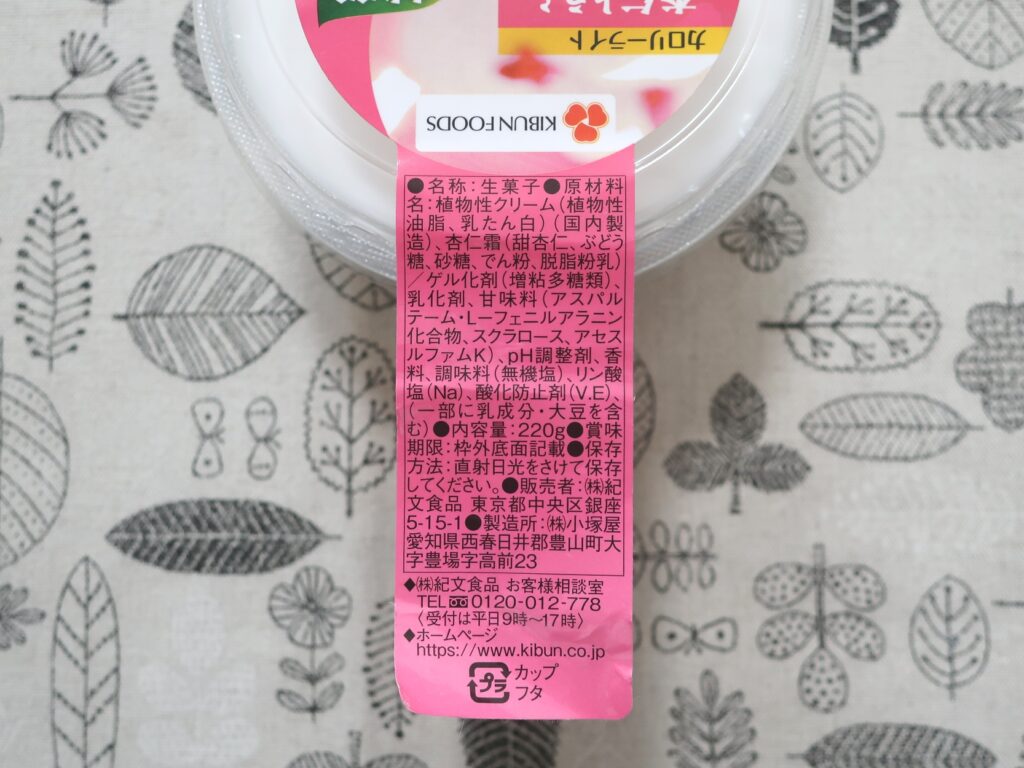 カロリーライト
KIBUN FOODS
●名称：生菓子●原材料
名：植物性クリーム（植物性
油脂、乳たん白）（国内製
造）、杏仁霜（甜杏仁、ぶどう
糖、砂糖、でん粉、脱脂粉乳）
／ゲル化剤（増粘多糖類）、
乳化剤、甘味料（アスパル
テーム・L－フェニルアラニン
化合物、スクラロース、アセス
ルファムK）、pH調整剤、香
料、調味料（無機塩）、リン酸
塩（Na）、酸化防止剤（V.E）、
（一部に乳成分・大豆を含
む）●内容量：220g●賞味
期限：枠外底面記載●保存
方法：直射日光をさけて保存
してください。●販売者：㈱紀
文食品 東京都中央区銀座
5-15-1●製造所：㈱小塚屋
愛知県西春日井郡豊山町大
字豊場字高前23
◆㈱紀文食品 お客様相談室
TEL 0120-012-778
〈受付は平日9時～17時〉
◆ホームページ
https://www.kibun.co.jp
プラ カップ
フタ